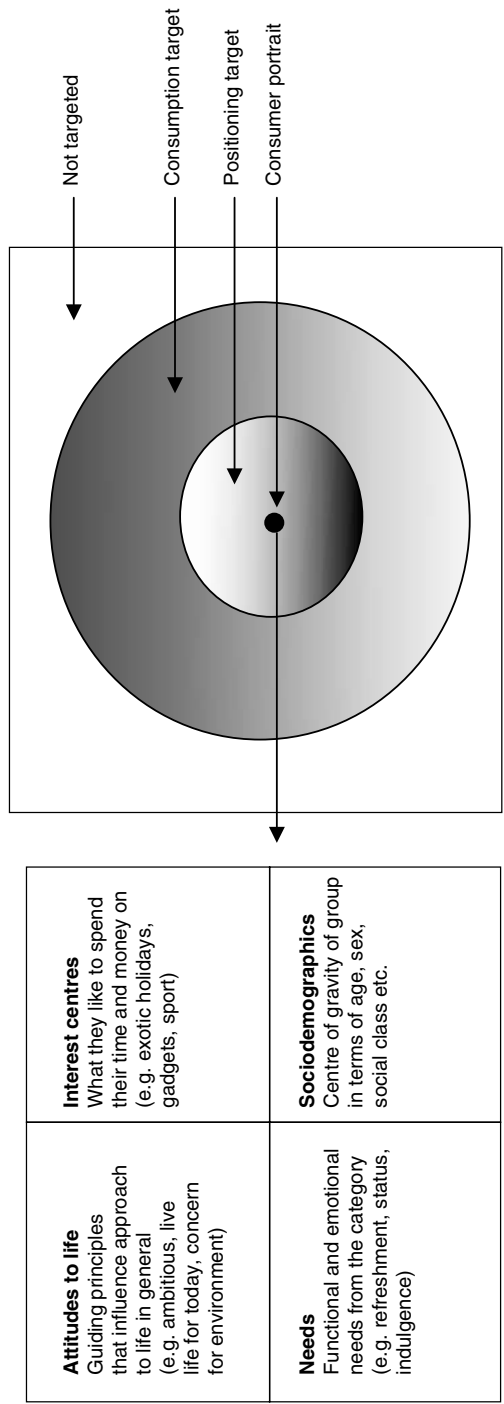 Attitudes to life
Guiding principles
that influence approach
to life in general
(e.g. ambitious, live
life for today, concern
for environment)
Interest centres
What they like to spend
their time and money on
(e.g. exotic holidays,
gadgets, sport)
Needs
Functional and emotional
needs from the category
(e.g. refreshment, status,
indulgence)
Sociodemographics
Centre of gravity of group
in terms of age, sex,
social class etc.
Not targeted
Consumption target
Positioning target
Consumer portrait